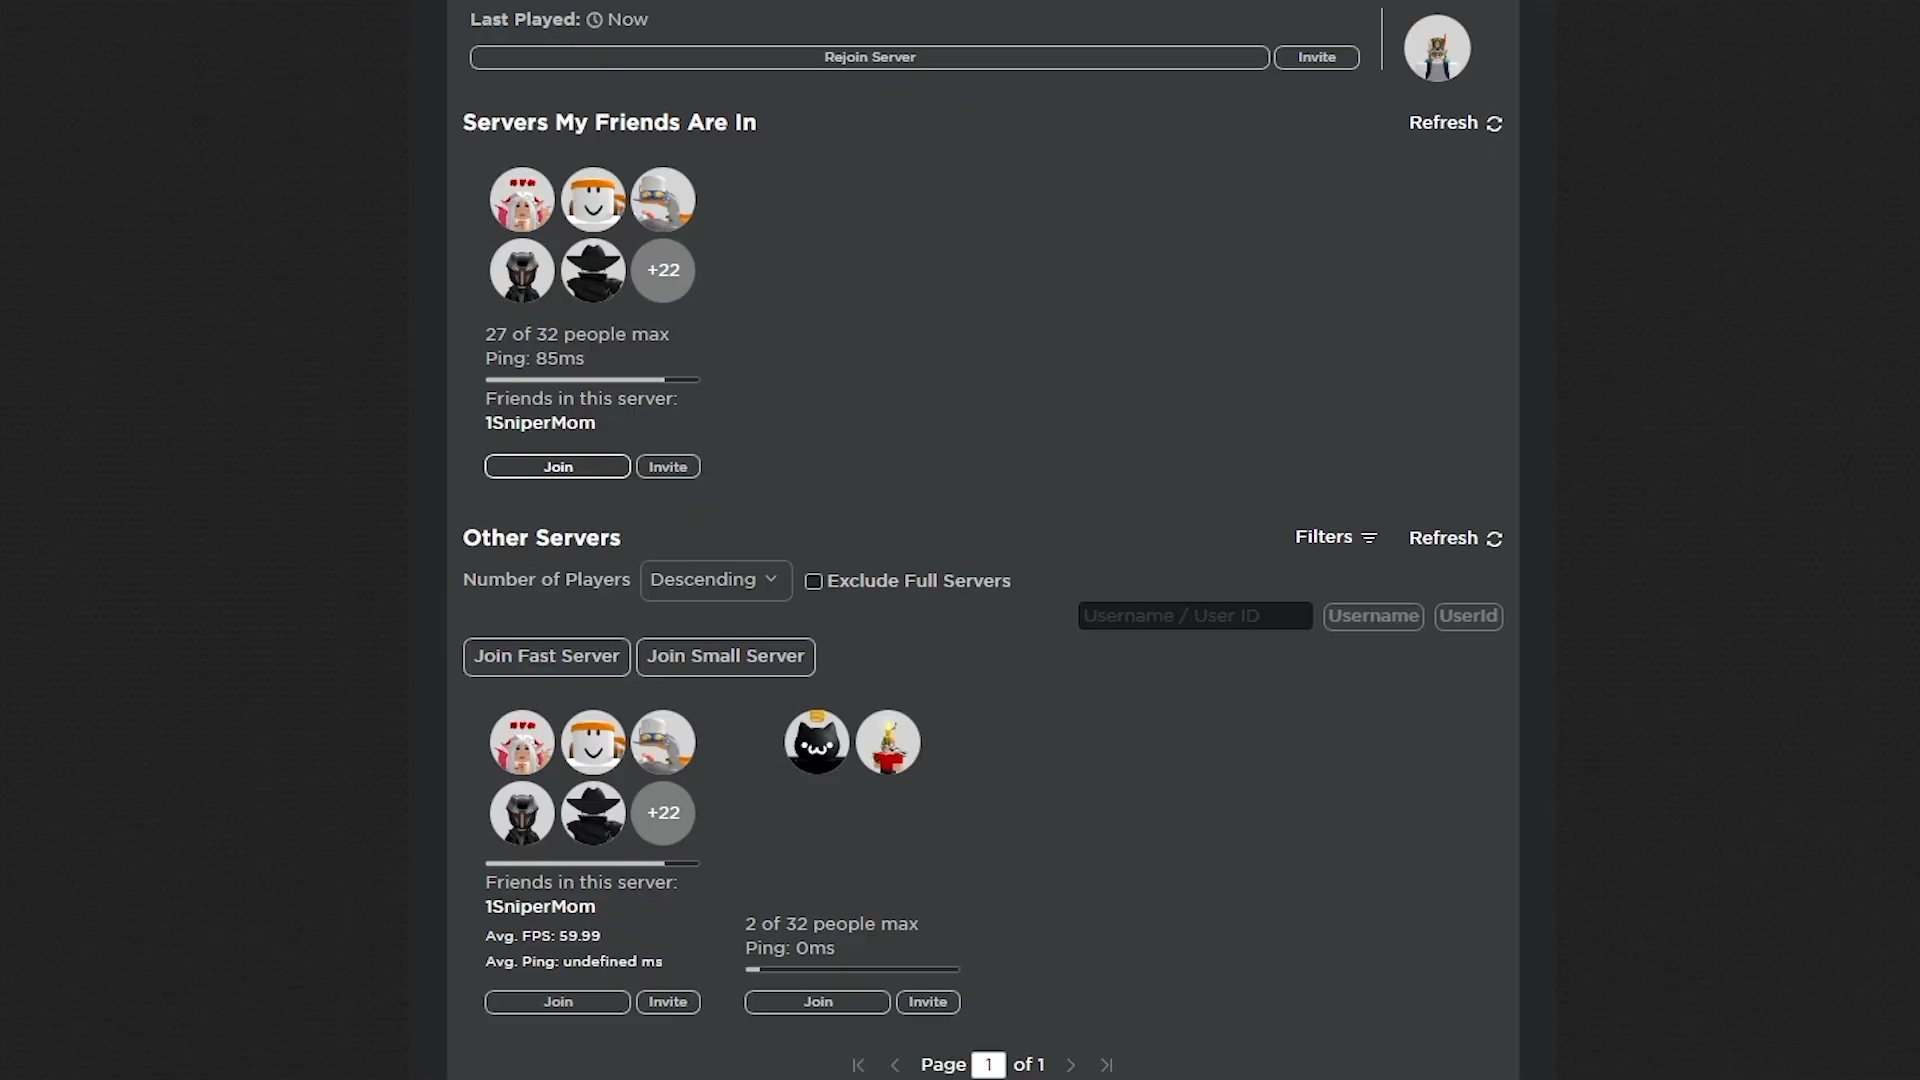 Last Played: Now
Rejoin Server
Invite
Servers My Friends Are In
Refresh
+22
27 of 32 people max
Ping: 85ms
Friends in this server:
1SniperMom
Join
Invite
Other Servers
Filters
Refresh
Number of Players
Descending
Exclude Full Servers
Username / User ID
Username
UserId
Join Fast Server
Join Small Server
+22
Friends in this server:
1SniperMom
Avg. FPS: 59.99
Avg. Ping: undefined ms
Join
Invite
2 of 32 people max
Ping: 0ms
Join
Invite
Page 1 of 1